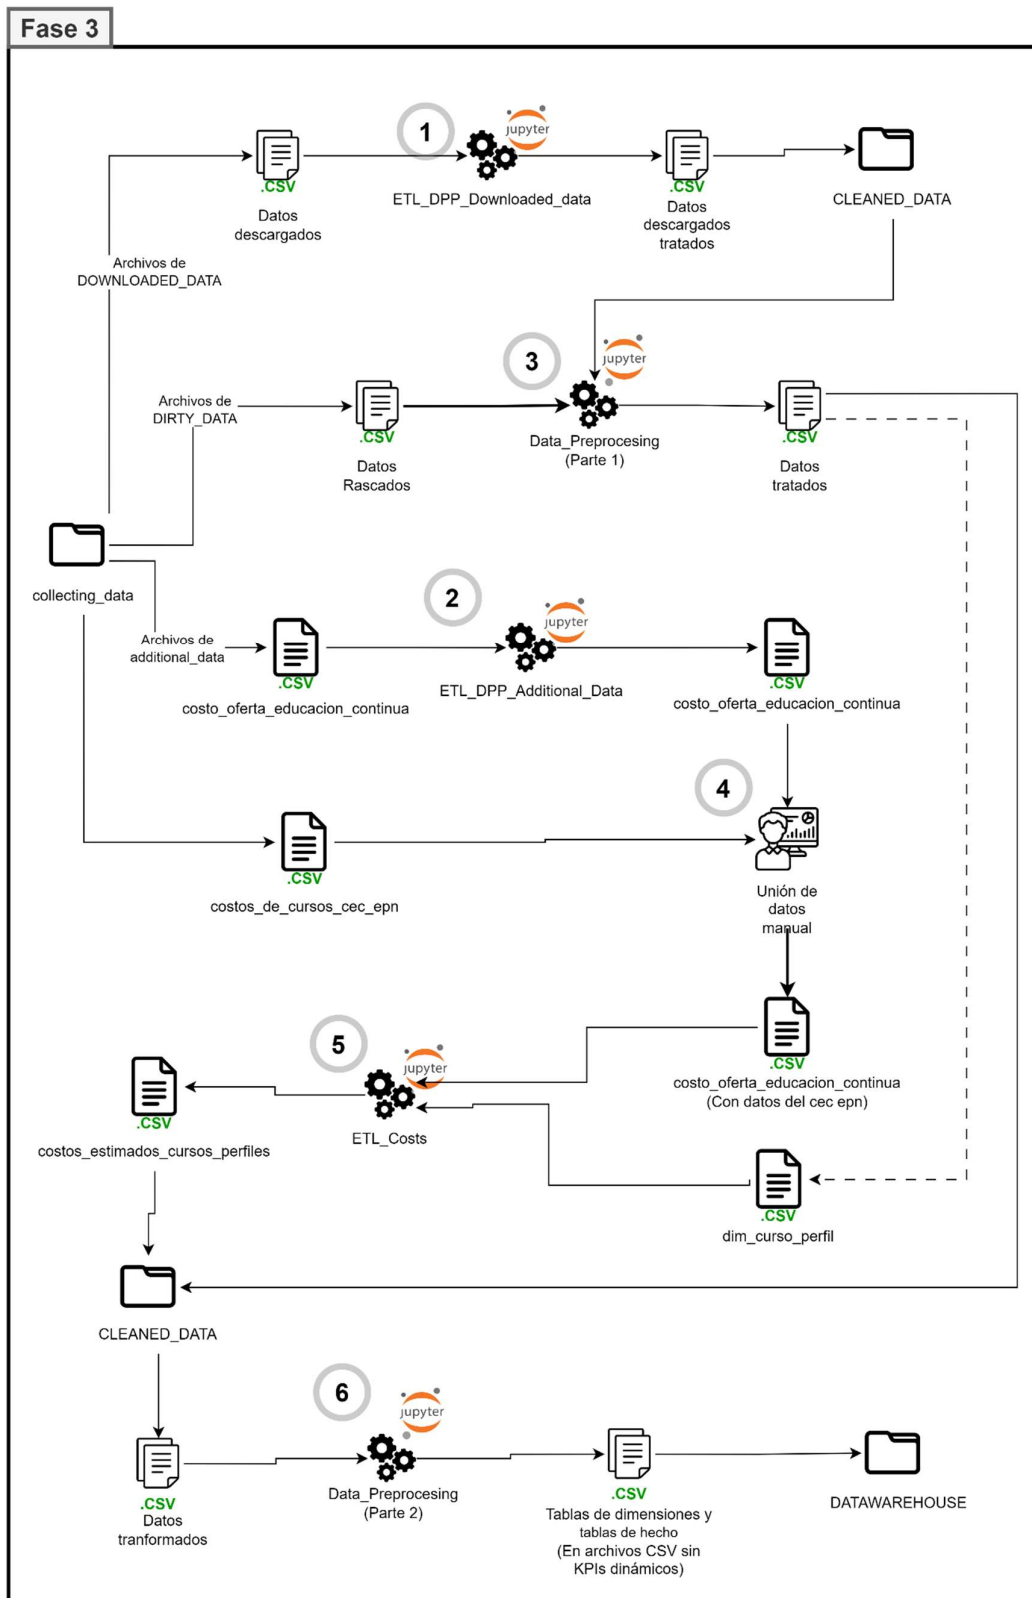 Fase 3
1
jupyter
.CSV
Datos
descargados
ETL_DPP_Downloaded_data
.CSV
Datos
descargados
tratados
CLEANED_DATA
Archivos de
DOWNLOADED_DATA
3
jupyter
Archivos de
DIRTY_DATA
.CSV
Datos
Rascados
Data_Preprocesing
(Parte 1)
.CSV
Datos
tratados
collecting_data
2
jupyter
Archivos de
additional_data
.CSV
costo_oferta_educacion_continua
ETL_DPP_Additional_Data
.CSV
costo_oferta_educacion_continua
4
.CSV
costos_de_cursos_cec_epn
Unión de
datos
manual
5
jupyter
.CSV
costo_oferta_educacion_continua
(Con datos del cec epn)
.CSV
costos_estimados_cursos_perfiles
ETL_Costs
.CSV
dim_curso_perfil
CLEANED_DATA
6
jupyter
.CSV
Datos
tranformados
Data_Preprocesing
(Parte 2)
.CSV
Tablas de dimensiones y
tablas de hecho
(En archivos CSV sin
KPIs dinámicos)
DATAWAREHOUSE